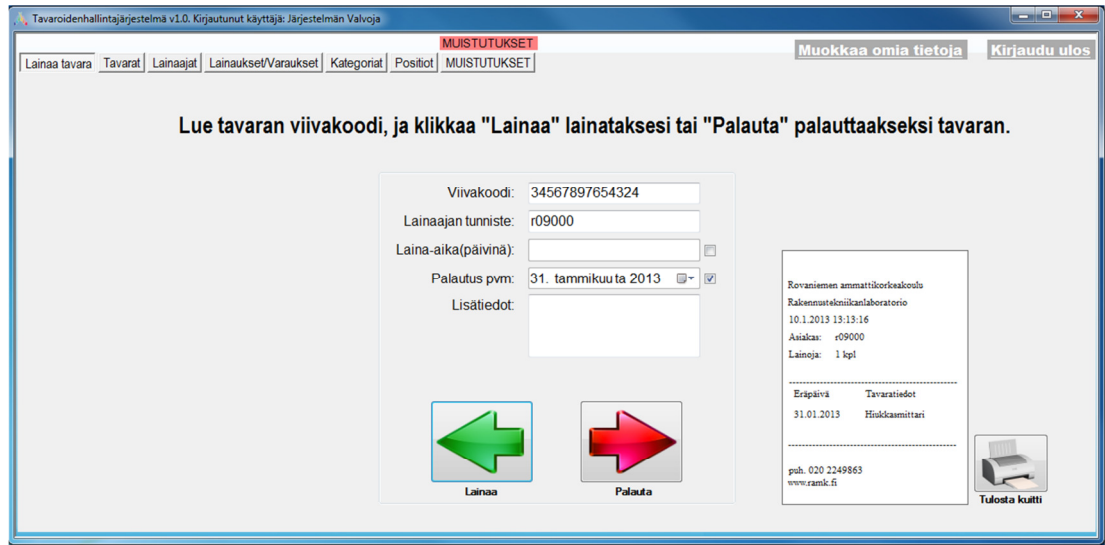 Tavaroidenhallintajärjestelmä v1.0. Kirjautunut käyttäjä: Järjestelmän Valvoja
MUISTUTUKSET
Muokkaa omia tietoja Kirjaudu ulos
Lainaa tavara Tavarat Lainaajat Lainaukset/Varaukset Kategoriat Positiot MUISTUTUKSET
Lue tavaran viivakoodi, ja klikkaa "Lainaa" lainataksesi tai "Palauta" palauttaakseksi tavaran.
Viivakoodi: 34567897654324
Lainaajan tunniste: r09000
Laina-aika(päivinä):
Palautus pvm: 31. tammikuuta 2013
Lisätiedot:
Lainaa
Palauta
Rovaniemen ammattikorkeakoulu
Rakennustekniikanlaboratorio
10.1.2013 13:13:16
Asiakas: r09000
Lainoja: 1 kpl
--------------------------------------------------
Eräpäivä Tavaratiedot
31.01.2013 Hiukkasmittari
--------------------------------------------------
puh. 020 2249863
www.ramk.fi
Tulosta kuitti